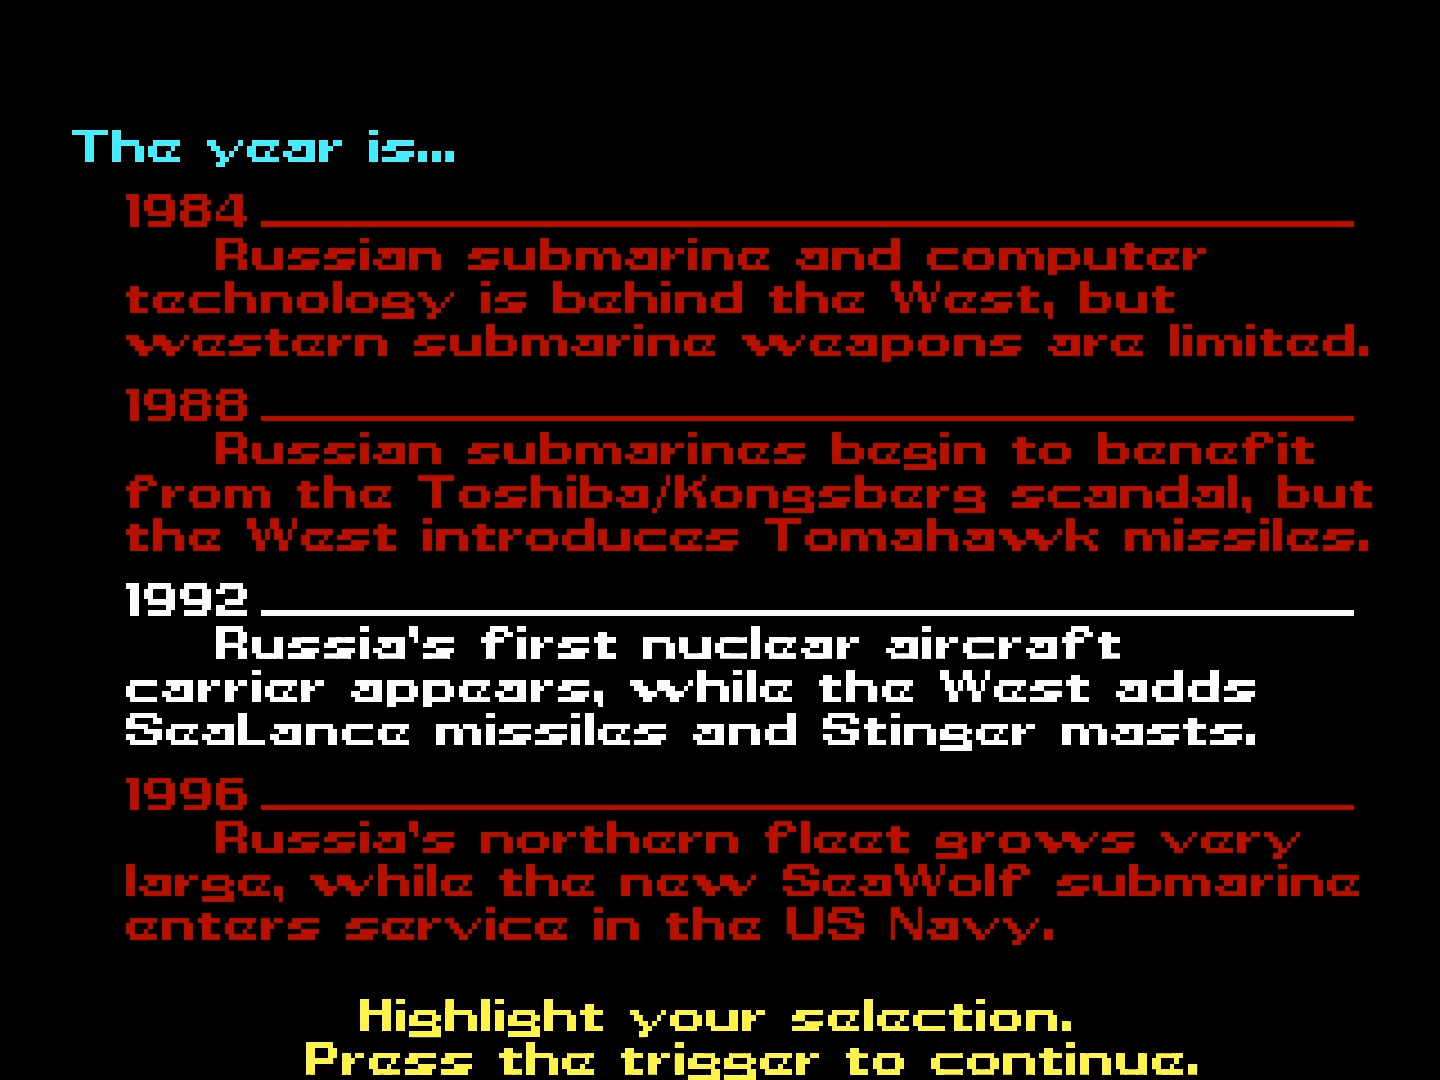 The year is...
1984
Russian submarine and computer
technology is behind the West, but
western submarine weapons are limited.
1988
Russian submarines begin to benefit
from the Toshiba/Kongsberg scandal, but
the West introduces Tomahawk missiles.
1992
Russia's first nuclear aircraft
carrier appears, while the West adds
SeaLance missiles and Stinger masts.
1996
Russia's northern fleet grows very
large, while the new SeaWolf submarine
enters service in the US Navy.
Highlight your selection.
Press the trigger to continue.